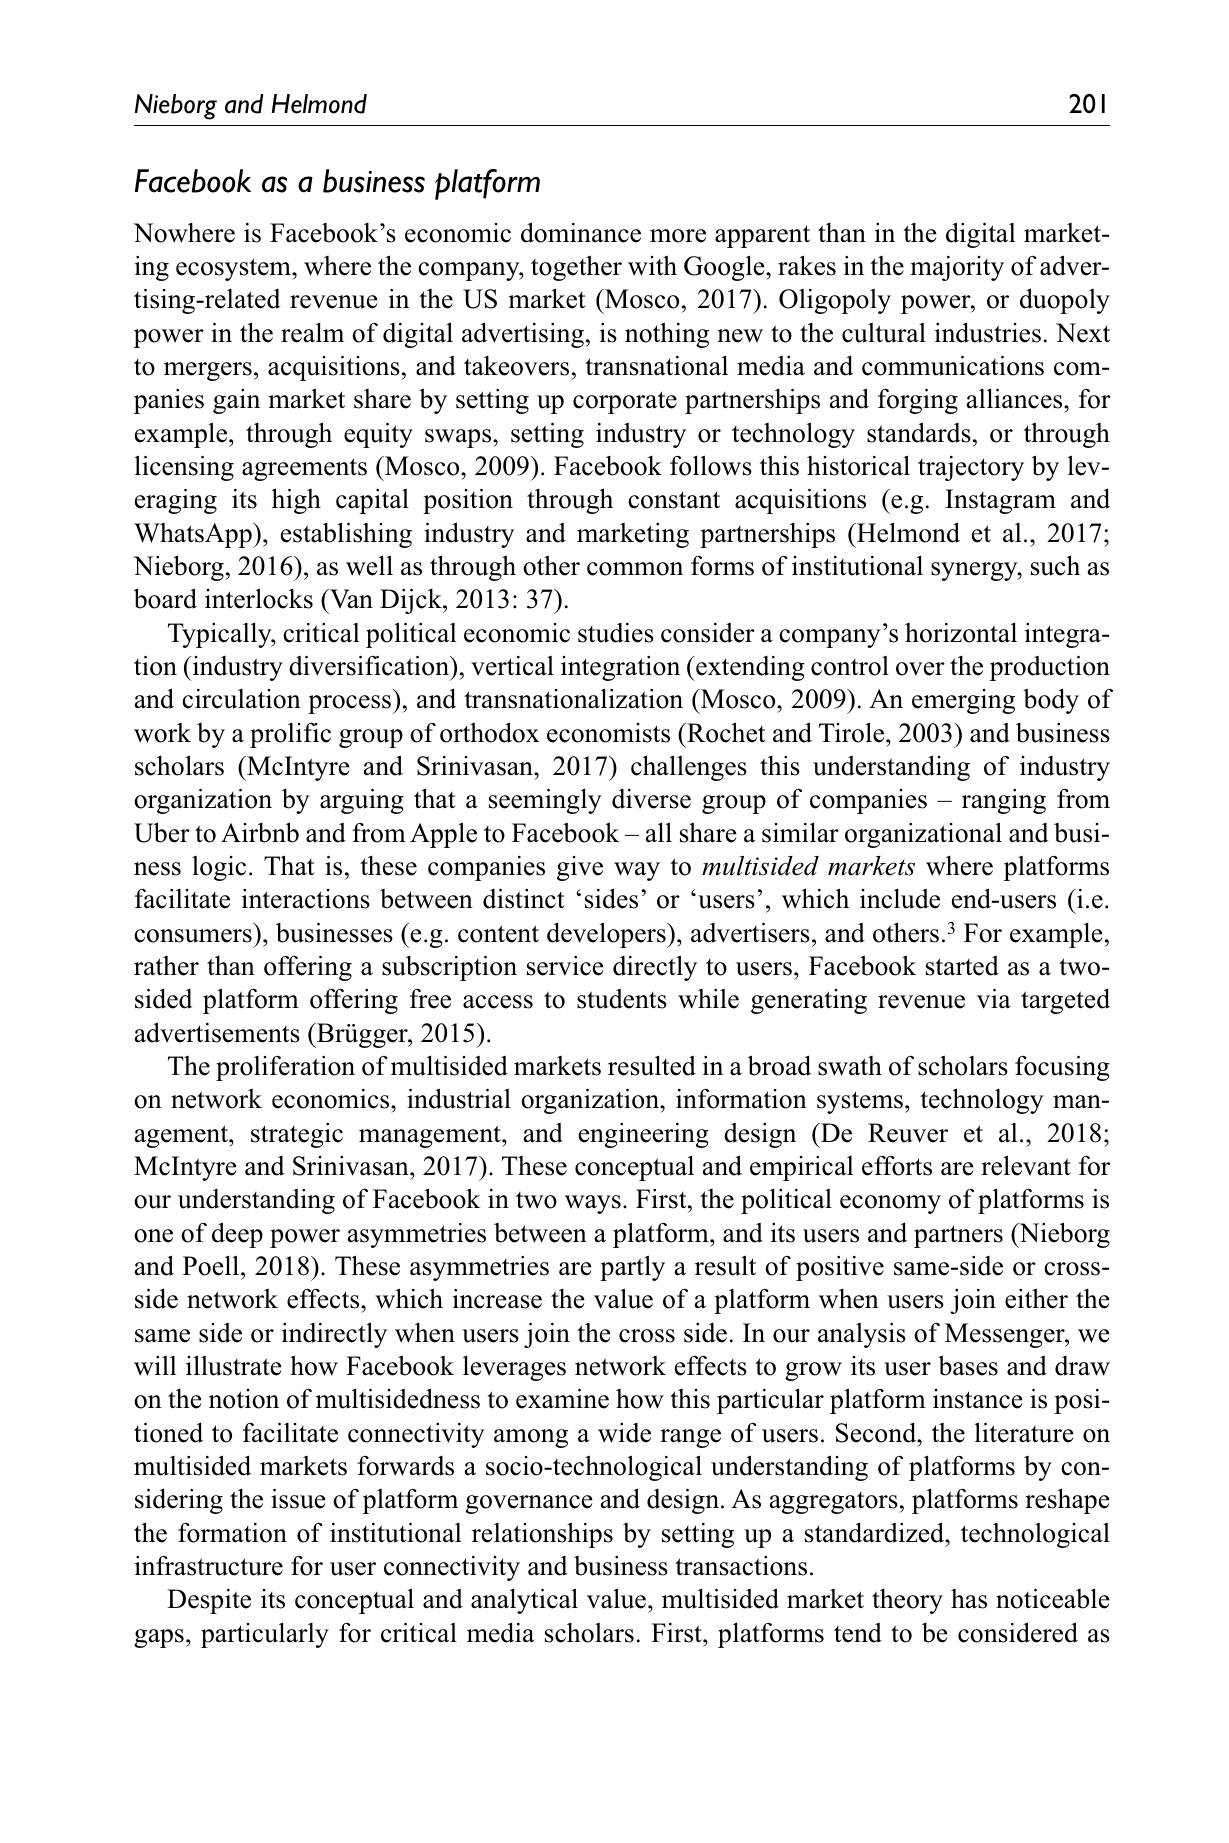 Nieborg and Helmond 201
Facebook as a business platform
Nowhere is Facebook’s economic dominance more apparent than in the digital market-
ing ecosystem, where the company, together with Google, rakes in the majority of adver-
tising-related revenue in the US market (Mosco, 2017). Oligopoly power, or duopoly
power in the realm of digital advertising, is nothing new to the cultural industries. Next
to mergers, acquisitions, and takeovers, transnational media and communications com-
panies gain market share by setting up corporate partnerships and forging alliances, for
example, through equity swaps, setting industry or technology standards, or through
licensing agreements (Mosco, 2009). Facebook follows this historical trajectory by lev-
eraging its high capital position through constant acquisitions (e.g. Instagram and
WhatsApp), establishing industry and marketing partnerships (Helmond et al., 2017;
Nieborg, 2016), as well as through other common forms of institutional synergy, such as
board interlocks (Van Dijck, 2013: 37).
Typically, critical political economic studies consider a company’s horizontal integra-
tion (industry diversification), vertical integration (extending control over the production
and circulation process), and transnationalization (Mosco, 2009). An emerging body of
work by a prolific group of orthodox economists (Rochet and Tirole, 2003) and business
scholars (McIntyre and Srinivasan, 2017) challenges this understanding of industry
organization by arguing that a seemingly diverse group of companies – ranging from
Uber to Airbnb and from Apple to Facebook – all share a similar organizational and busi-
ness logic. That is, these companies give way to multisided markets where platforms
facilitate interactions between distinct ‘sides’ or ‘users’, which include end-users (i.e.
consumers), businesses (e.g. content developers), advertisers, and others.³ For example,
rather than offering a subscription service directly to users, Facebook started as a two-
sided platform offering free access to students while generating revenue via targeted
advertisements (Brügger, 2015).
The proliferation of multisided markets resulted in a broad swath of scholars focusing
on network economics, industrial organization, information systems, technology man-
agement, strategic management, and engineering design (De Reuver et al., 2018;
McIntyre and Srinivasan, 2017). These conceptual and empirical efforts are relevant for
our understanding of Facebook in two ways. First, the political economy of platforms is
one of deep power asymmetries between a platform, and its users and partners (Nieborg
and Poell, 2018). These asymmetries are partly a result of positive same-side or cross-
side network effects, which increase the value of a platform when users join either the
same side or indirectly when users join the cross side. In our analysis of Messenger, we
will illustrate how Facebook leverages network effects to grow its user bases and draw
on the notion of multisidedness to examine how this particular platform instance is posi-
tioned to facilitate connectivity among a wide range of users. Second, the literature on
multisided markets forwards a socio-technological understanding of platforms by con-
sidering the issue of platform governance and design. As aggregators, platforms reshape
the formation of institutional relationships by setting up a standardized, technological
infrastructure for user connectivity and business transactions.
Despite its conceptual and analytical value, multisided market theory has noticeable
gaps, particularly for critical media scholars. First, platforms tend to be considered as